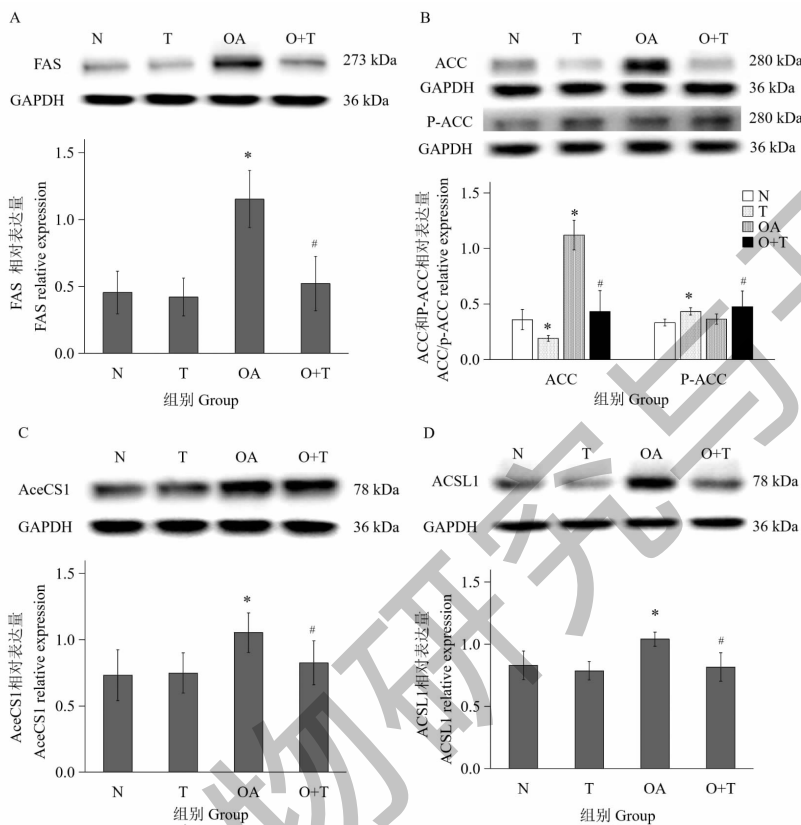 A
N T OA O+T
FAS 273 kDa
GAPDH 36 kDa
1.5
1.0
0.5
0.0
FAS 相对表达量
FAS relative expression
*
#
N T OA O+T
组别 Group
B
N T OA O+T
ACC 280 kDa
GAPDH 36 kDa
P-ACC 280 kDa
GAPDH 36 kDa
1.5
1.0
0.5
0.0
ACC和P-ACC相对表达量
ACC/p-ACC relative expression
N
T
OA
O+T
*
*
#
*
#
ACC P-ACC
组别 Group
C
N T OA O+T
AceCS1 78 kDa
GAPDH 36 kDa
1.5
1.0
0.5
0.0
AceCS1相对表达量
AceCS1 relative expression
*
#
N T OA O+T
组别 Group
D
N T OA O+T
ACSL1 78 kDa
GAPDH 36 kDa
1.5
1.0
0.5
0.0
ACSL1相对表达量
ACSL1 relative expression
*
#
N T OA O+T
组别 Group
物研究与